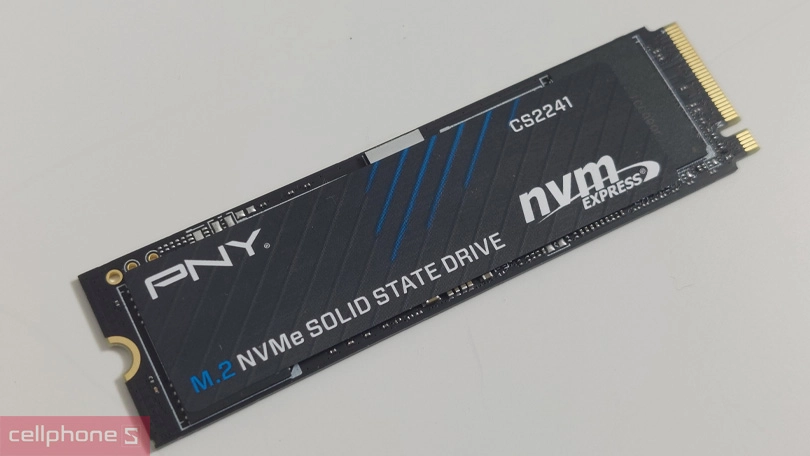 CS2241
nvm
EXPRESS®
PNY®
M.2 NVMe SOLID STATE DRIVE
cellphone S